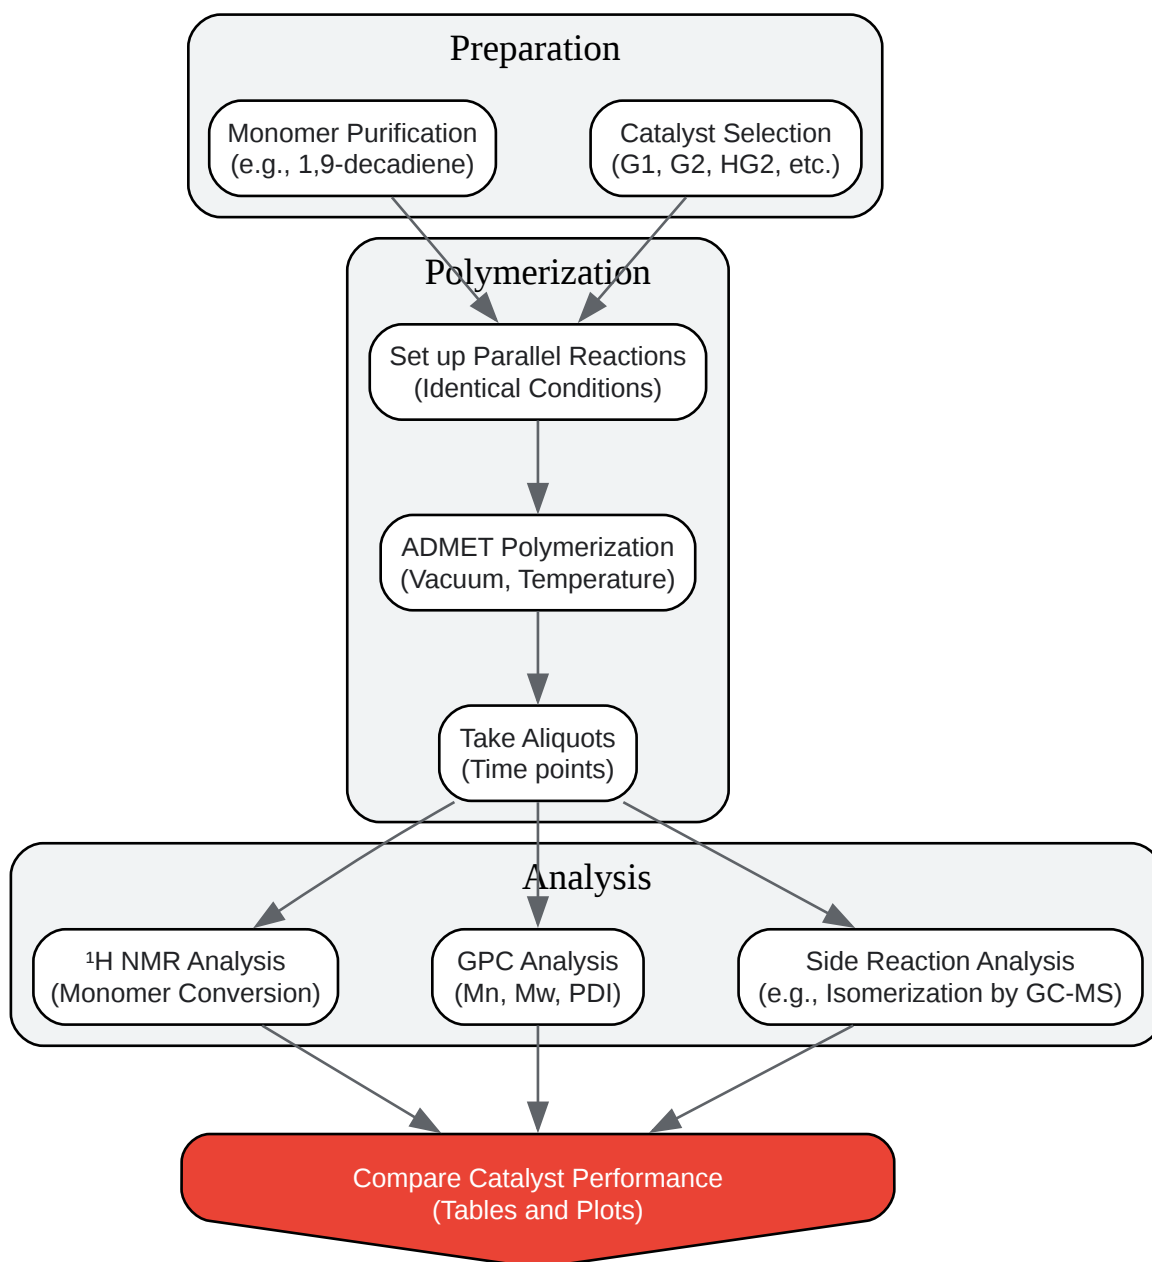 Preparation
Monomer Purification
(e.g., 1,9-decadiene)
Catalyst Selection
(G1, G2, HG2, etc.)
Polymerization
Set up Parallel Reactions
(Identical Conditions)
ADMET Polymerization
(Vacuum, Temperature)
Take Aliquots
(Time points)
Analysis
¹H NMR Analysis
(Monomer Conversion)
GPC Analysis
(Mn, Mw, PDI)
Side Reaction Analysis
(e.g., Isomerization by GC-MS)
Compare Catalyst Performance
(Tables and Plots)